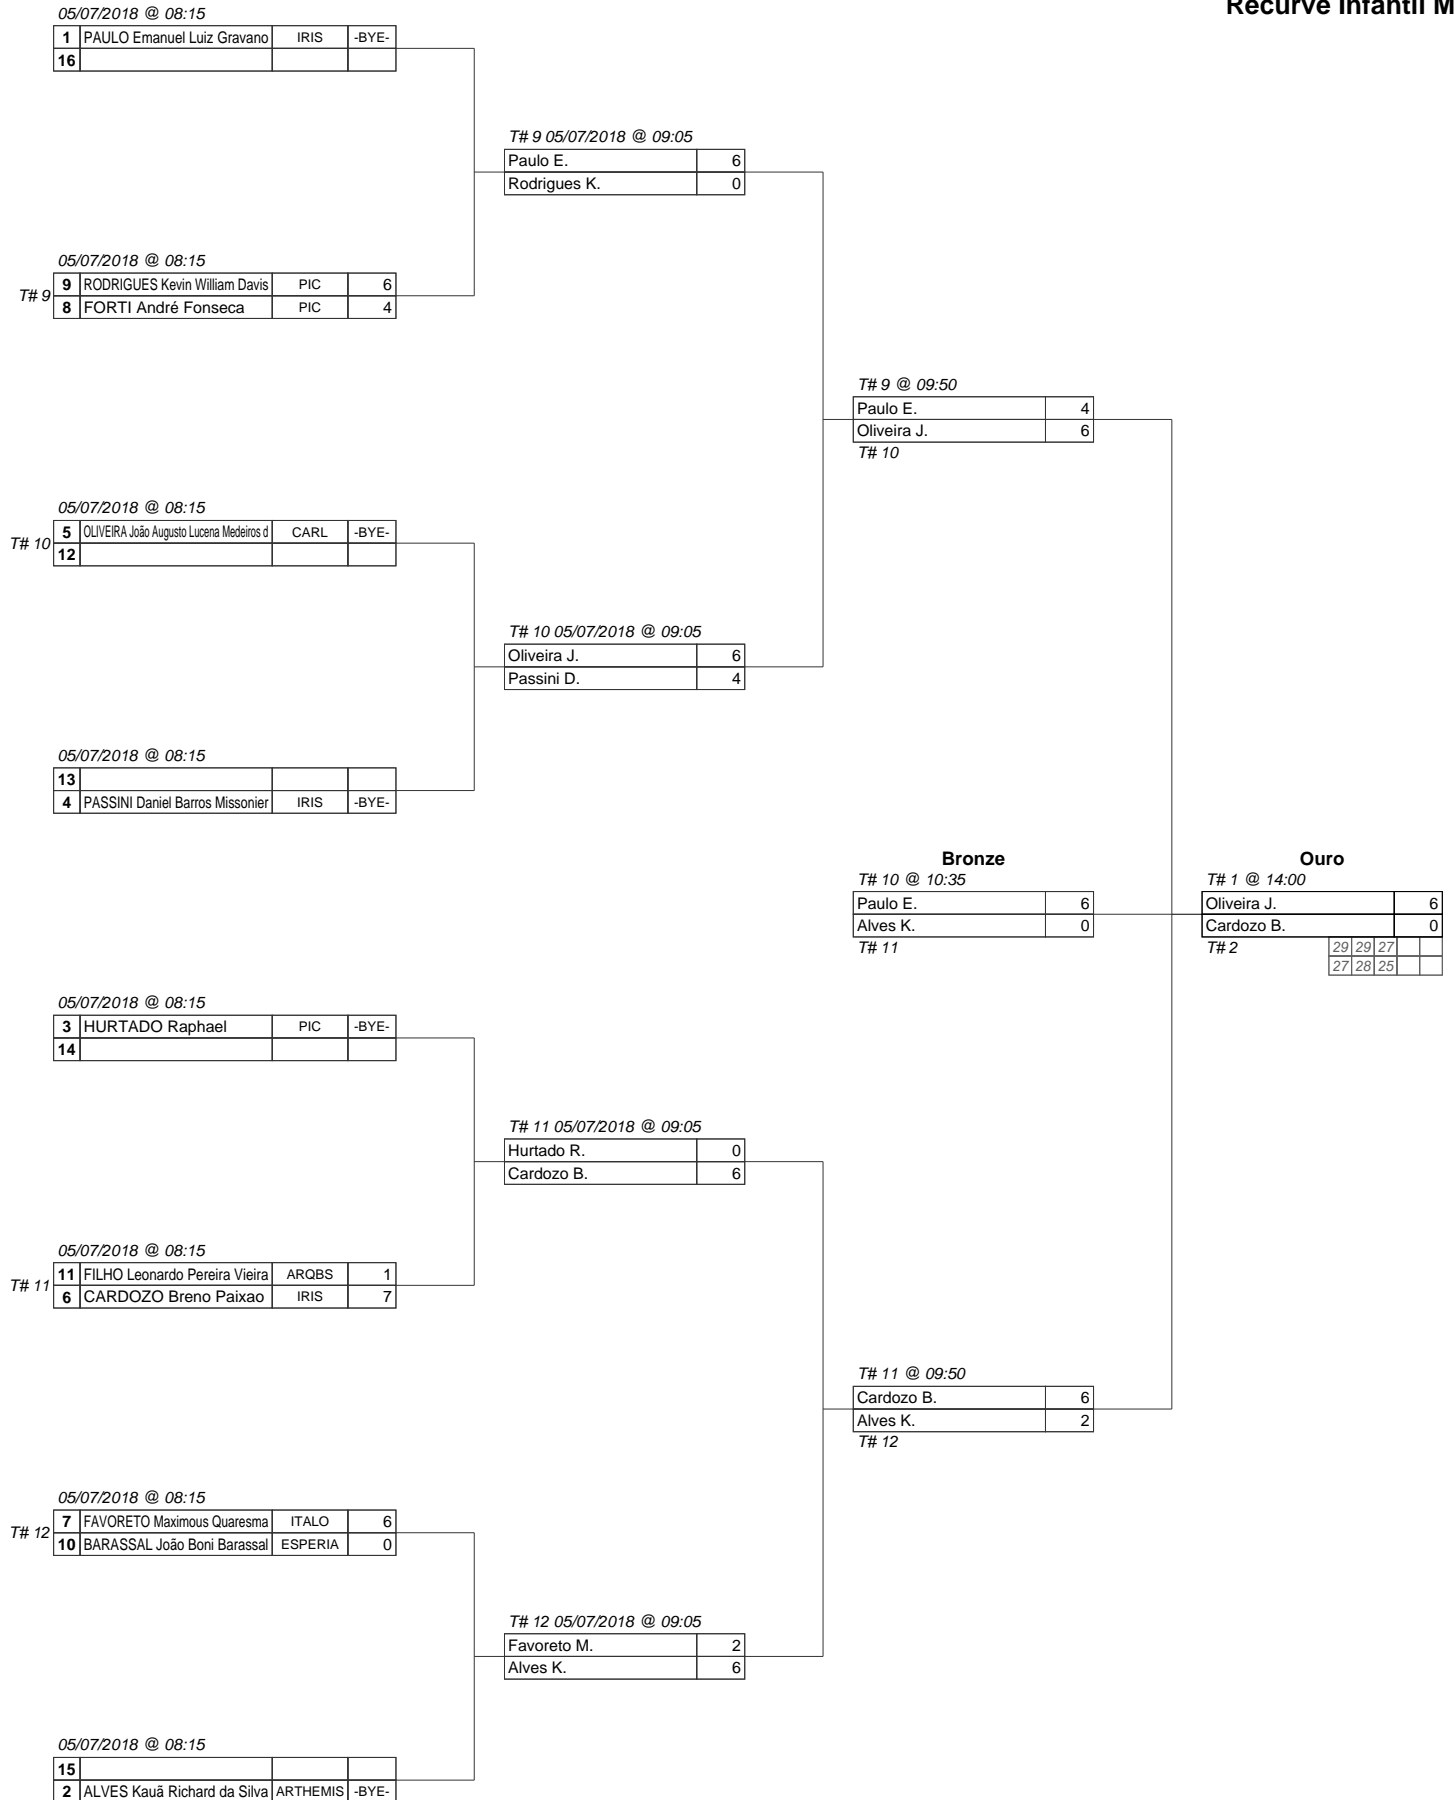 Recurve Infantil M
05/07/2018 @ 08:15
1 PAULO Emanuel Luiz Gravano IRIS -BYE-
16
T# 9 05/07/2018 @ 09:05
Paulo E. 6
Rodrigues K. 0
05/07/2018 @ 08:15
T# 9
9 RODRIGUES Kevin William Davis PIC 6
8 FORTI André Fonseca PIC 4
T# 9 @ 09:50
Paulo E. 4
Oliveira J. 6
T# 10
05/07/2018 @ 08:15
T# 10
5 OLIVEIRA João Augusto Lucena Medeiros d CARL -BYE-
12
T# 10 05/07/2018 @ 09:05
Oliveira J. 6
Passini D. 4
05/07/2018 @ 08:15
13
4 PASSINI Daniel Barros Missonier IRIS -BYE-
Bronze
T# 10 @ 10:35
Paulo E. 6
Alves K. 0
T# 11
Ouro
T# 1 @ 14:00
Oliveira J. 6
Cardozo B. 0
T# 2
29 29 27
27 28 25
05/07/2018 @ 08:15
3 HURTADO Raphael PIC -BYE-
14
T# 11 05/07/2018 @ 09:05
Hurtado R. 0
Cardozo B. 6
05/07/2018 @ 08:15
T# 11
11 FILHO Leonardo Pereira Vieira ARQBS 1
6 CARDOZO Breno Paixao IRIS 7
T# 11 @ 09:50
Cardozo B. 6
Alves K. 2
T# 12
05/07/2018 @ 08:15
T# 12
7 FAVORETO Maximous Quaresma ITALO 6
10 BARASSAL João Boni Barassal ESPERIA 0
T# 12 05/07/2018 @ 09:05
Favoreto M. 2
Alves K. 6
05/07/2018 @ 08:15
15
2 ALVES Kauã Richard da Silva ARTHEMIS -BYE-